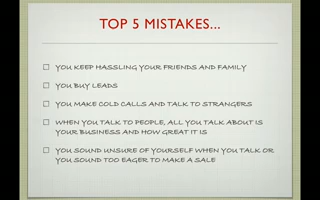 TOP 5 MISTAKES...
YOU KEEP HASSLING YOUR FRIENDS AND FAMILY
YOU BUY LEADS
YOU MAKE COLD CALLS AND TALK TO STRANGERS
WHEN YOU TALK TO PEOPLE, ALL YOU TALK ABOUT IS
YOUR BUSINESS AND HOW GREAT IT IS
YOU SOUND UNSURE OF YOURSELF WHEN YOU TALK OR
YOU SOUND TOO EAGER TO MAKE A SALE